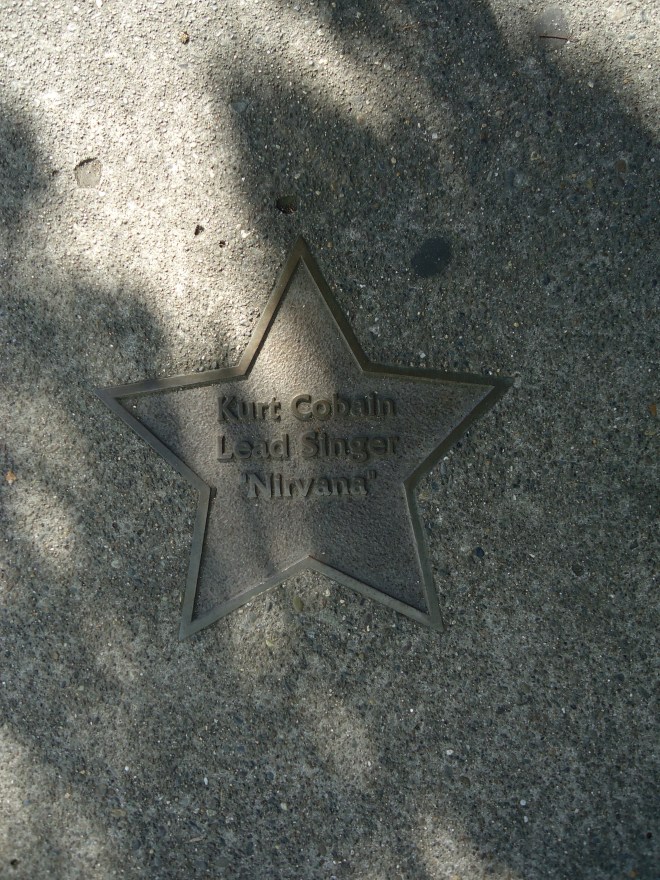 Kurt Cobain
Lead Singer
"Nirvana"